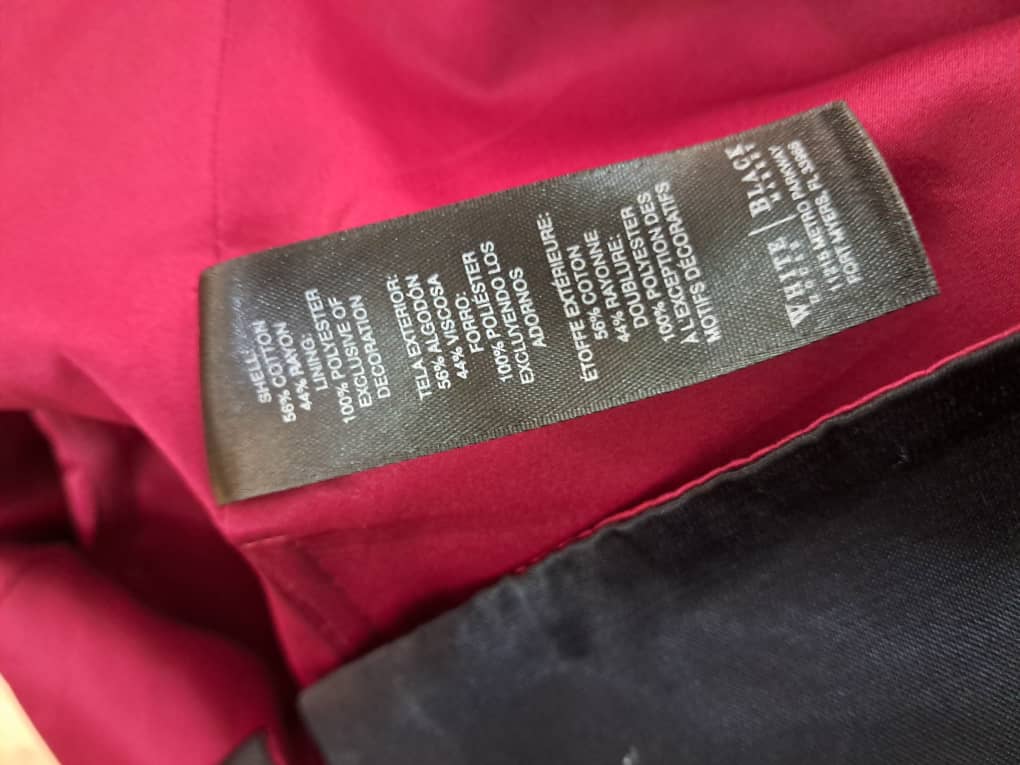 SHELL:
56% COTTON
44% RAYON
LINING:
100% POLYESTER
EXCLUSIVE OF
DECORATION
TELA EXTERIOR:
56% ALGODÓN
44% VISCOSA
FORRO:
100% POLIÉSTER
EXCLUYENDO LOS
ADORNOS
ÉTOFFE EXTÉRIEURE:
56% COTON
44% RAYONNE
DOUBLURE:
100% POLYESTER
À L'EXCEPTION DES
MOTIFS DÉCORATIFS
WHITE HOUSE | BLACK MARKET
METRO PARKWAY
FORT MYERS, FL